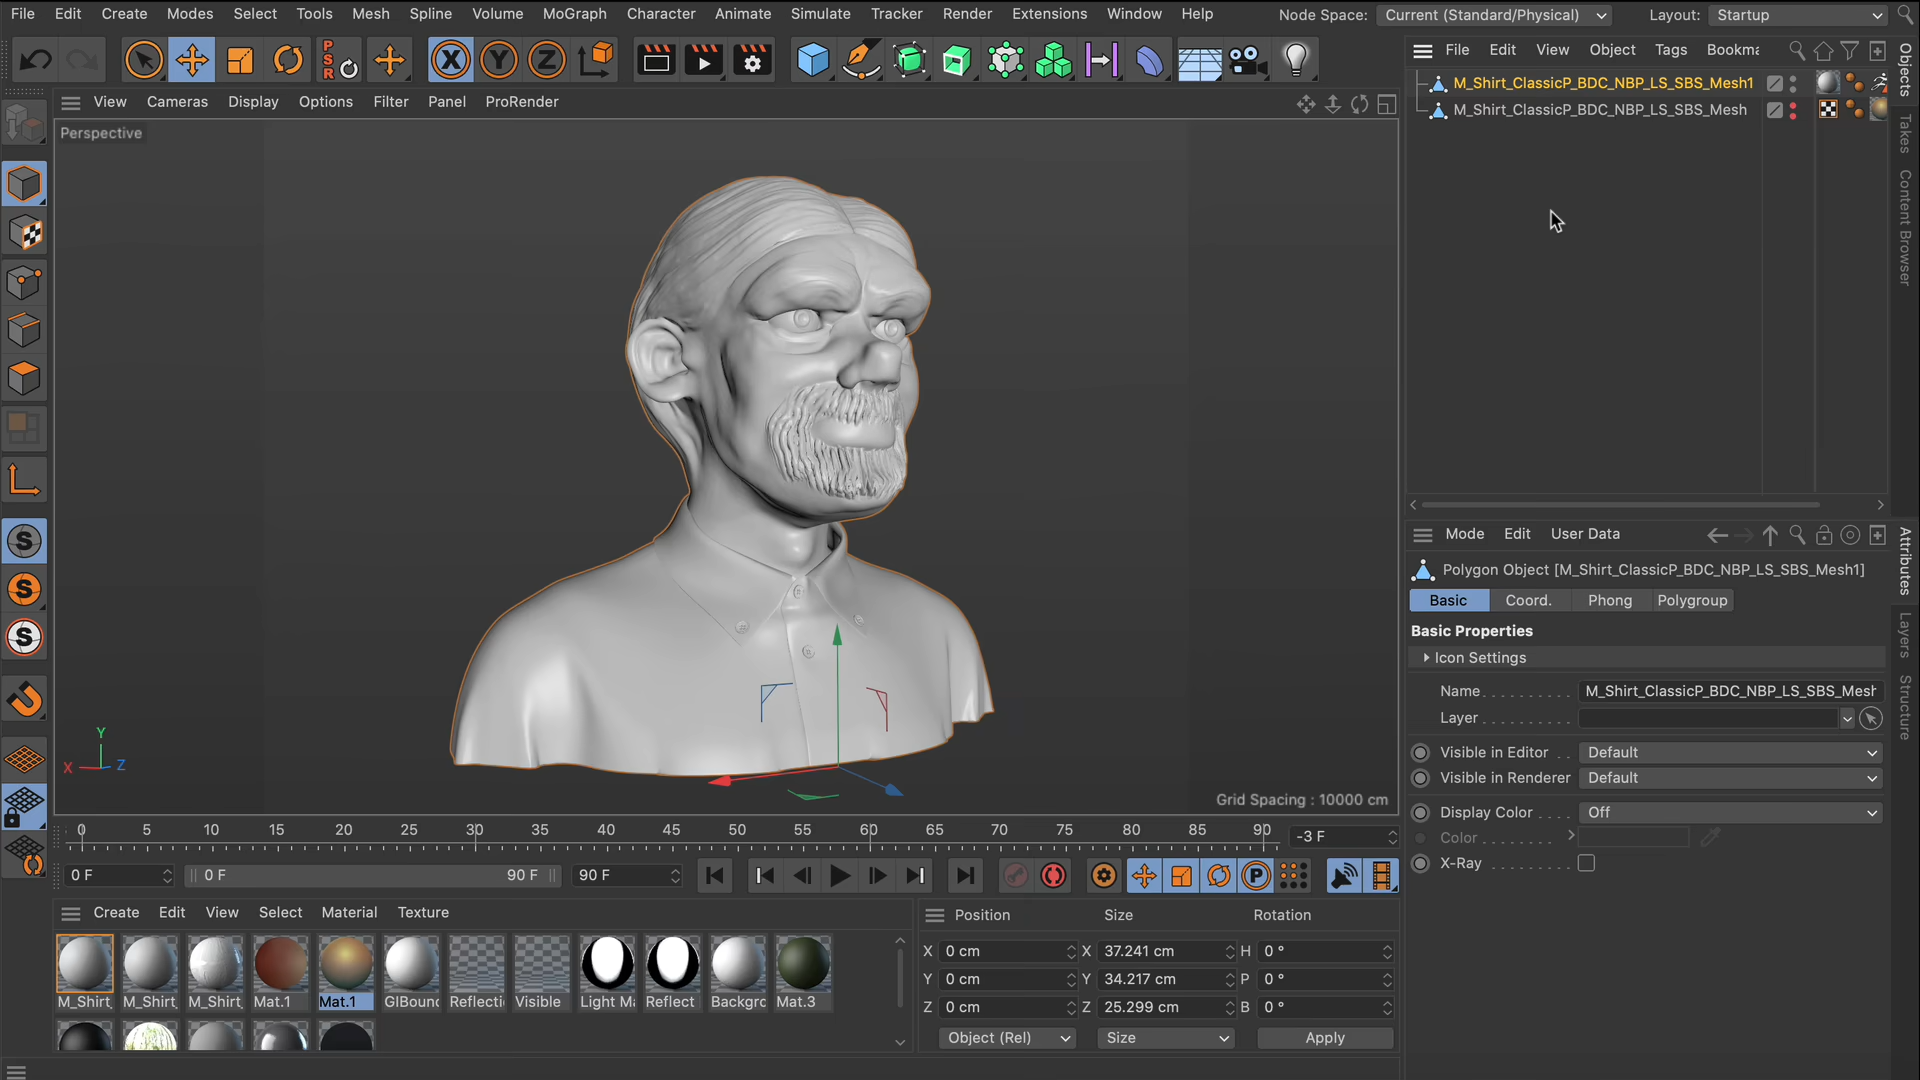 File Edit Create Modes Select Tools Mesh Spline Volume MoGraph Character Animate Simulate Tracker Render Extensions Window Help Node Space: Current (Standard/Physical) Layout: Startup
PSR X Y Z
File Edit View Object Tags Bookma
View Cameras Display Options Filter Panel ProRender
Perspective
M_Shirt_ClassicP_BDC_NBP_LS_SBS_Mesh1
M_Shirt_ClassicP_BDC_NBP_LS_SBS_Mesh
Objects
Takes
Content Browser
S
S
S
Y
X Z
Grid Spacing : 10000 cm
Mode Edit User Data
Polygon Object [M_Shirt_ClassicP_BDC_NBP_LS_SBS_Mesh1]
Basic Coord. Phong Polygroup
Basic Properties
Icon Settings
Name . . . . . . . . . . M_Shirt_ClassicP_BDC_NBP_LS_SBS_Mesh
Layer . . . . . . . . . .
Visible in Editor . . Default
Visible in Renderer Default
Display Color . . . . Off
Color . . . . . . . .
X-Ray . . . . . . . . .
Attributes
Layers
Structure
0 5 10 15 20 25 30 35 40 45 50 55 60 65 70 75 80 85 90 -3 F
0 F 0 F 90 F 90 F P
Create Edit View Select Material Texture
M_Shirt_ M_Shirt_ M_Shirt_ Mat.1 Mat.1 GIBounc Reflecti Visible Light Ma Reflect Backgrc Mat.3
Position Size Rotation
X 0 cm X 37.241 cm H 0 °
Y 0 cm Y 34.217 cm P 0 °
Z 0 cm Z 25.299 cm B 0 °
Object (Rel) Size Apply